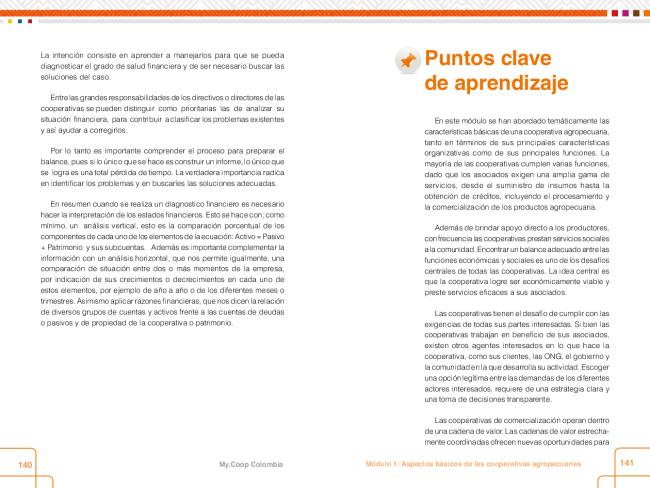 La intención consiste en aprender a manejarlos para que se pueda
diagnosticar el grado de salud financiera y de ser necesario buscar las
soluciones del caso.
Entre las grandes responsabilidades de los directivos o directores de las
cooperativas se pueden distinguir como prioritarias las de analizar su
situación financiera, para contribuir a clasificar los problemas existentes
y así ayudar a corregirlos.
Por lo tanto es importante comprender el proceso para preparar el
balance, pues si lo único que se hace es construir un informe, lo único que
se logra es una total pérdida de tiempo. La verdadera importancia radica
en identificar los problemas y en buscarles las soluciones adecuadas.
En resumen cuando se realiza un diagnostico financiero es necesario
hacer la interpretación de los estados financieros. Esto se hace con; como
mínimo, un análisis vertical, esto es la comparación porcentual de los
componentes de cada uno de los elementos de la ecuación: Activo = Pasivo
+ Patrimonio y sus subcuentas. Además es importante complementar la
información con un análisis horizontal, que nos permite igualmente, una
comparación de situación entre dos o más momentos de la empresa,
por indicación de sus crecimientos o decrecimientos en cada uno de
estos elementos, por ejemplo de año a año o de los diferentes meses o
trimestres. Asimismo aplicar razones financieras, que nos dicen la relación
de diversos grupos de cuentas y activos frente a las cuentas de deudas
o pasivos y de propiedad de la cooperativa o patrimonio.
140
My.Coop Colombia
Puntos clave
de aprendizaje
En este módulo se han abordado temáticamente las
características básicas de una cooperativa agropecuaria,
tanto en términos de sus principales características
organizativas como de sus principales funciones. La
mayoría de las cooperativas cumplen varias funciones,
dado que los asociados exigen una amplia gama de
servicios, desde el suministro de insumos hasta la
obtención de créditos, incluyendo el procesamiento y
la comercialización de los productos agropecuaria.
Además de brindar apoyo directo a los productores,
con frecuencia las cooperativas prestan servicios sociales
a la comunidad. Encontrar un balance adecuado entre las
funciones económicas y sociales es uno de los desafíos
centrales de todas las cooperativas. La idea central es
que la cooperativa logre ser económicamente viable y
preste servicios eficaces a sus asociados.
Las cooperativas tienen el desafío de cumplir con las
exigencias de todas sus partes interesadas. Si bien las
cooperativas trabajan en beneficio de sus asociados,
existen otros agentes interesados en lo que hace la
cooperativa, como sus clientes, las ONG, el gobierno y
la comunidad en la que desarrolla su actividad. Escoger
una opción legítima entre las demandas de los diferentes
actores interesados, requiere de una estrategia clara y
una toma de decisiones transparente.
Las cooperativas de comercialización operan dentro
de una cadena de valor. Las cadenas de valor estrecha-
mente coordinadas ofrecen nuevas oportunidades para
Módulo 1: Aspectos básicos de las cooperativas agropecuarias
141